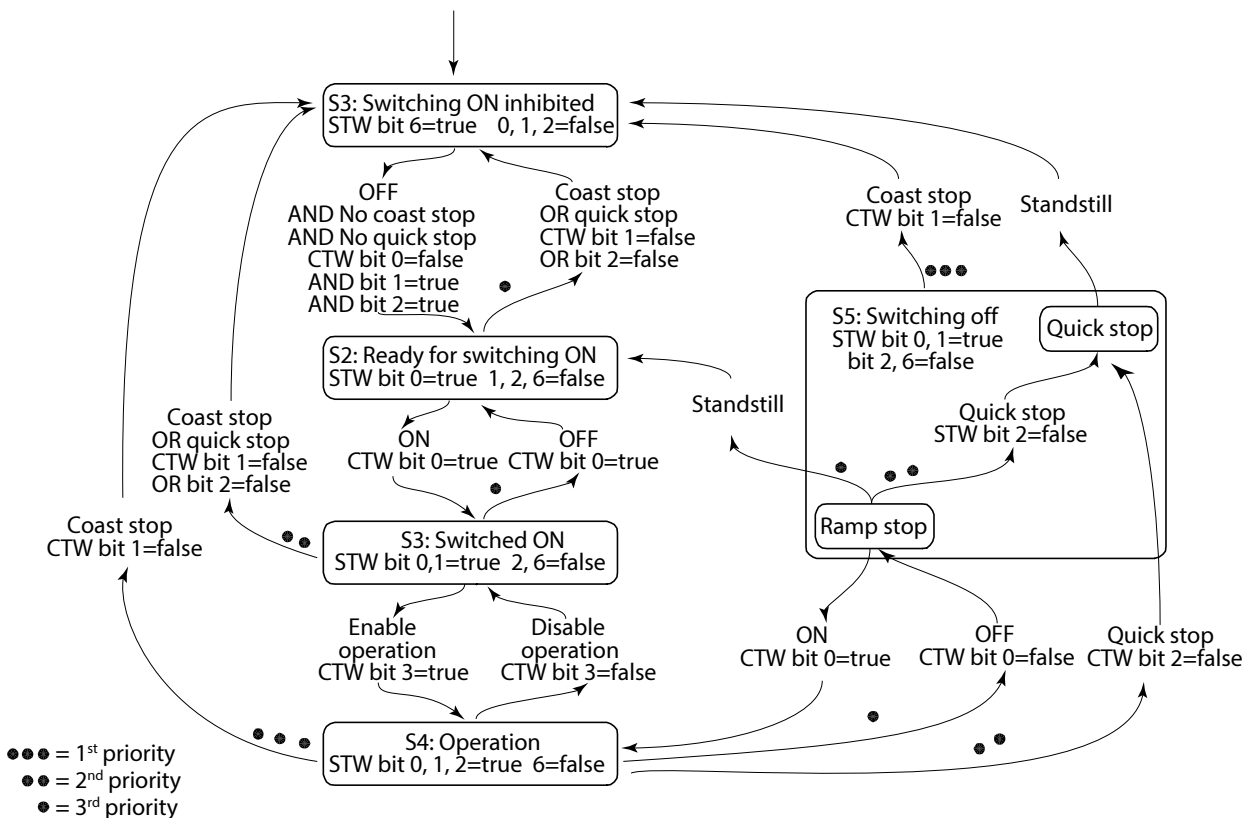 S3: Switching ON inhibited
STW bit 6=true 0, 1, 2=false
OFF
AND No coast stop
AND No quick stop
CTW bit 0=false
AND bit 1=true
AND bit 2=true
Coast stop
OR quick stop
CTW bit 1=false
OR bit 2=false
Coast stop
CTW bit 1=false
Standstill
S5: Switching off
STW bit 0, 1=true
bit 2, 6=false
Quick stop
S2: Ready for switching ON
STW bit 0=true 1, 2, 6=false
Standstill
Quick stop
STW bit 2=false
Coast stop
OR quick stop
CTW bit 1=false
OR bit 2=false
ON
CTW bit 0=true
OFF
CTW bit 0=true
Ramp stop
Coast stop
CTW bit 1=false
S3: Switched ON
STW bit 0,1=true 2, 6=false
Enable
operation
CTW bit 3=true
Disable
operation
CTW bit 3=false
ON
CTW bit 0=true
OFF
CTW bit 0=false
Quick stop
CTW bit 2=false
S4: Operation
STW bit 0, 1, 2=true 6=false
= 1st priority
= 2nd priority
= 3rd priority